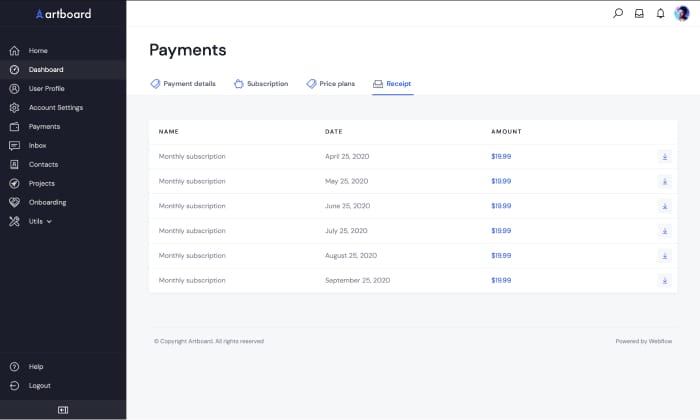 artboard
Home
Dashboard
User Profile
Account Settings
Payments
Inbox
Contacts
Projects
Onboarding
Utils
Help
Logout
Payments
Payment details Subscription Price plans Receipt
NAME DATE AMOUNT
Monthly subscription April 25, 2020 $19.99
Monthly subscription May 25, 2020 $19.99
Monthly subscription June 25, 2020 $19.99
Monthly subscription July 25, 2020 $19.99
Monthly subscription August 25, 2020 $19.99
Monthly subscription September 25, 2020 $19.99
© Copyright Artboard. All rights reserved Powered by Webflow